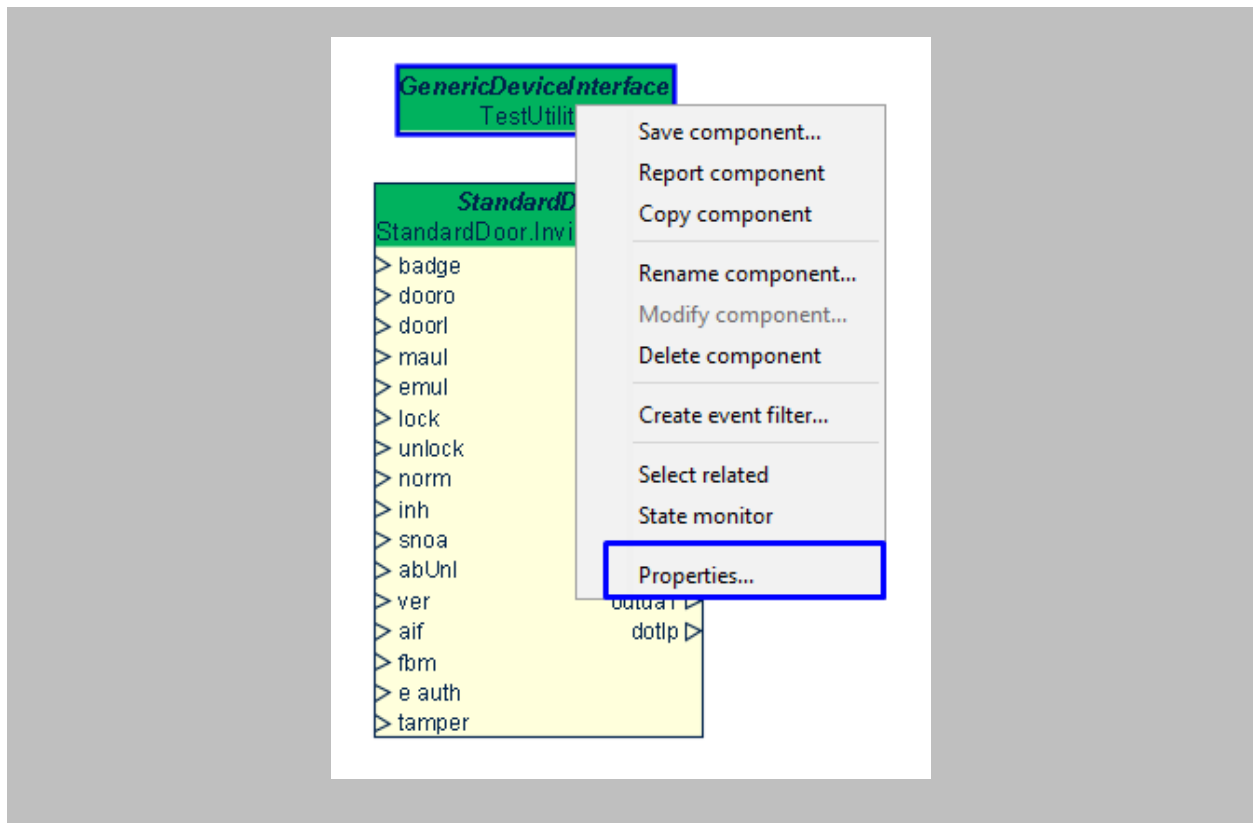 GenericDeviceInterface
TestUtilit
StandardD
StandardDoor.Invi
badge
dooro
doorl
maul
emul
lock
unlock
norm
inh
snoa
abUnl
ver
aif
dotlp
fbm
e auth
tamper
Save component...
Report component
Copy component
Rename component...
Modify component...
Delete component
Create event filter...
Select related
State monitor
Properties...